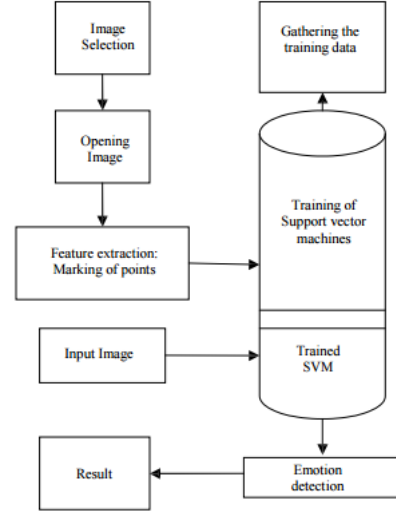 Image
Selection
Gathering the
training data
Opening
Image
Training of
Support vector
machines
Feature extraction:
Marking of points
Input Image
Trained
SVM
Result
Emotion
detection